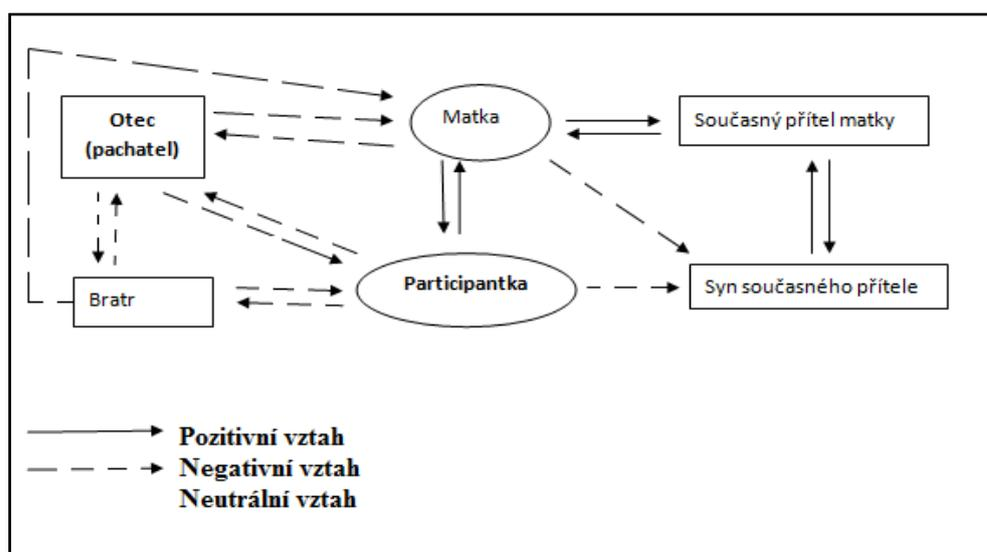 Otec
(pachatel)
Matka
Současný přítel matky
Bratr
Participantka
Syn současného přítele
Pozitivní vztah
Negativní vztah
Neutrální vztah